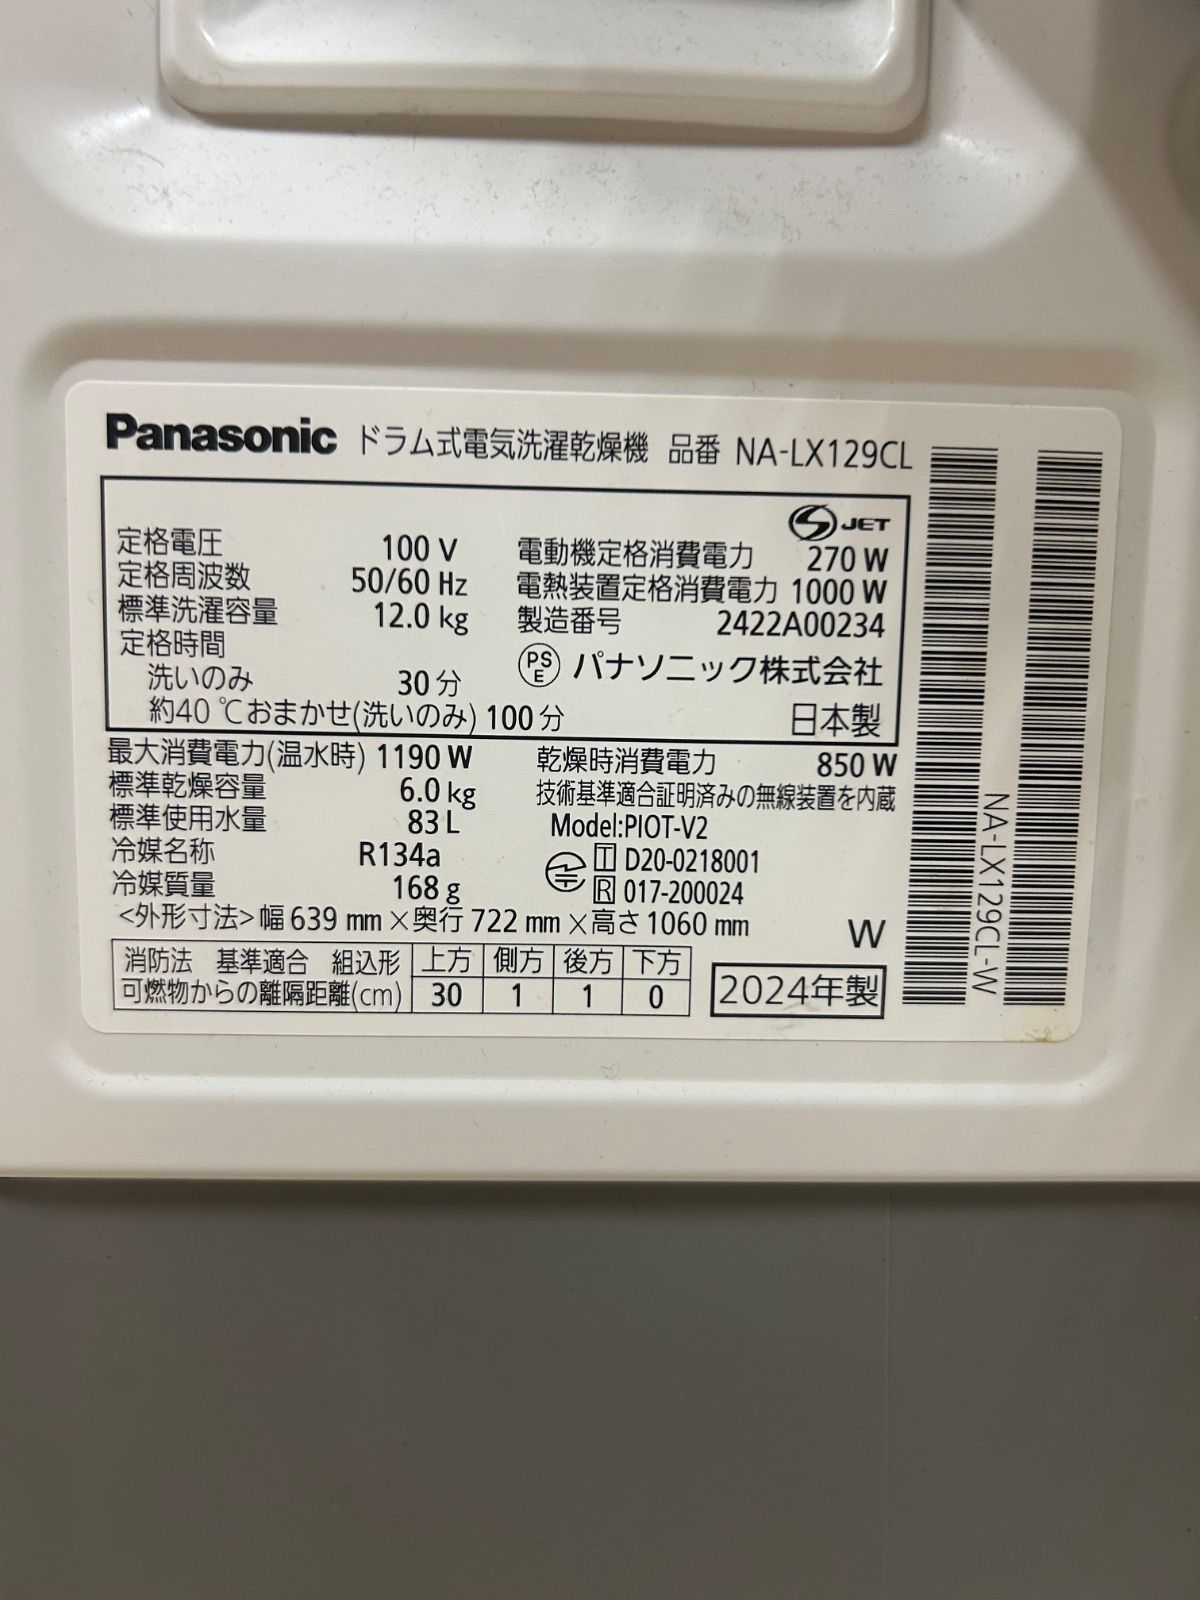 Panasonic ドラム式電気洗濯乾燥機 品番 NA-LX129CL
JET
定格電圧 100 V 電動機定格消費電力 270 W
定格周波数 50/60 Hz 電熱装置定格消費電力 1000 W
標準洗濯容量 12.0 kg 製造番号 2422A00234
定格時間
PS E パナソニック株式会社
洗いのみ 30 分
約40 ℃おまかせ(洗いのみ) 100 分 日本製
最大消費電力(温水時) 1190 W 乾燥時消費電力 850 W
標準乾燥容量 6.0 kg 技術基準適合証明済みの無線装置を内蔵
標準使用水量 83 L Model:PIOT-V2
冷媒名称 R134a T D20-0218001
冷媒質量 168 g R 017-200024
<外形寸法> 幅 639 mm × 奥行 722 mm × 高さ 1060 mm W
消防法 基準適合 組込形 上方 側方 後方 下方
可燃物からの離隔距離(cm) 30 1 1 0
2024年製
NA-LX129CL-W